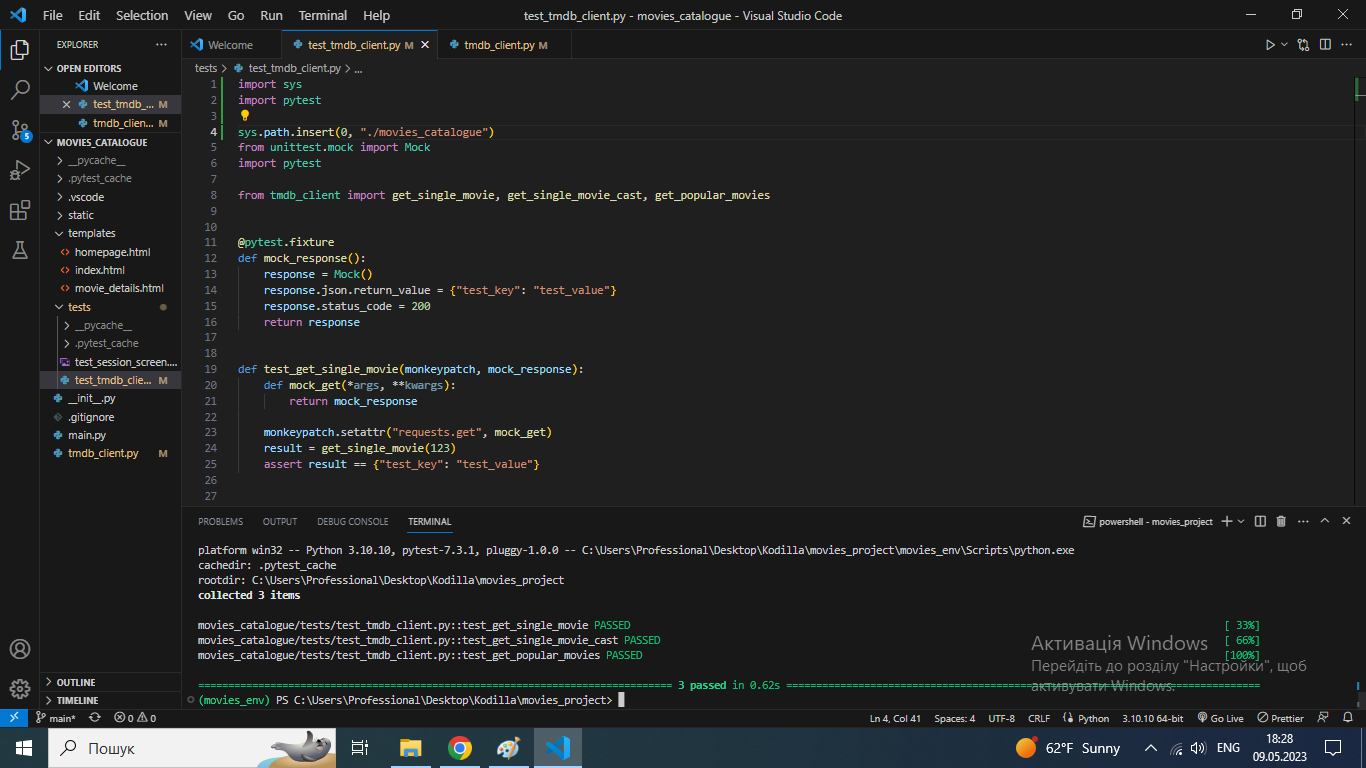 File Edit Selection View Go Run Terminal Help
test_tmdb_client.py - movies_catalogue - Visual Studio Code
EXPLORER
OPEN EDITORS
Welcome
test_tmdb_... M
tmdb_clien... M
MOVIES_CATALOGUE
__pycache__
.pytest_cache
.vscode
static
templates
homepage.html
index.html
movie_details.html
tests
__pycache__
.pytest_cache
test_session_screen....
test_tmdb_clie... M
__init__.py
.gitignore
main.py
tmdb_client.py M
OUTLINE
TIMELINE
5
Welcome
test_tmdb_client.py M
tmdb_client.py M
tests > test_tmdb_client.py > ...
1 import sys
2 import pytest
3
4 sys.path.insert(0, "./movies_catalogue")
5 from unittest.mock import Mock
6 import pytest
7
8 from tmdb_client import get_single_movie, get_single_movie_cast, get_popular_movies
9
10
11 @pytest.fixture
12 def mock_response():
13 response = Mock()
14 response.json.return_value = {"test_key": "test_value"}
15 response.status_code = 200
16 return response
17
18
19 def test_get_single_movie(monkeypatch, mock_response):
20 def mock_get(*args, **kwargs):
21 return mock_response
22
23 monkeypatch.setattr("requests.get", mock_get)
24 result = get_single_movie(123)
25 assert result == {"test_key": "test_value"}
26
27
PROBLEMS OUTPUT DEBUG CONSOLE TERMINAL
powershell - movies_project
platform win32 -- Python 3.10.10, pytest-7.3.1, pluggy-1.0.0 -- C:\Users\Professional\Desktop\Kodilla\movies_project\movies_env\Scripts\python.exe
cachedir: .pytest_cache
rootdir: C:\Users\Professional\Desktop\Kodilla\movies_project
collected 3 items
movies_catalogue/tests/test_tmdb_client.py::test_get_single_movie PASSED [ 33%]
movies_catalogue/tests/test_tmdb_client.py::test_get_single_movie_cast PASSED [ 66%]
movies_catalogue/tests/test_tmdb_client.py::test_get_popular_movies PASSED [100%]
3 passed in 0.62s
(movies_env) PS C:\Users\Professional\Desktop\Kodilla\movies_project>
Активація Windows
Перейдіть до розділу "Настройки", щоб
активувати Windows.
main* 0 0 Ln 4, Col 41 Spaces: 4 UTF-8 CRLF Python 3.10.10 64-bit Go Live Prettier
Пошук
62°F Sunny
ENG
18:28
09.05.2023